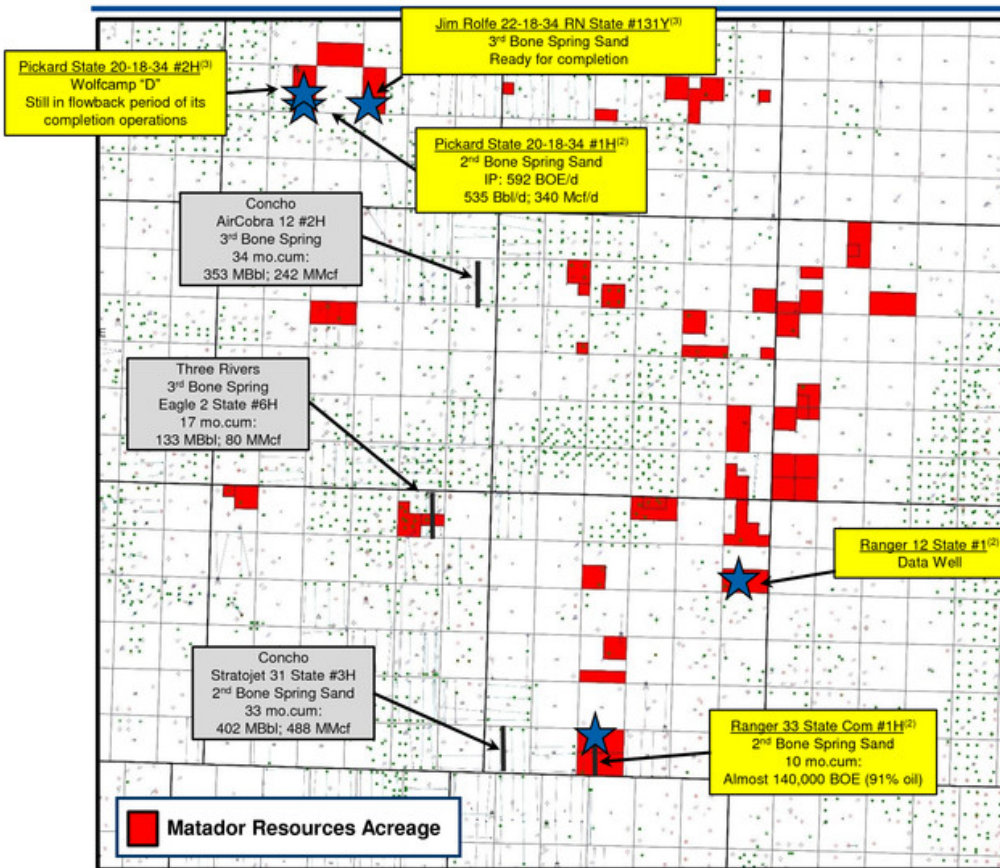 Jim Rolfe 22-18-34 RN State #131Y(3)
3rd Bone Spring Sand
Ready for completion
Pickard State 20-18-34 #2H(3)
Wolfcamp “D”
Still in flowback period of its
completion operations
Pickard State 20-18-34 #1H(2)
2nd Bone Spring Sand
IP: 592 BOE/d
535 Bbl/d; 340 Mcf/d
Concho
AirCobra 12 #2H
3rd Bone Spring
34 mo.cum:
353 MBbl; 242 MMcf
Three Rivers
3rd Bone Spring
Eagle 2 State #6H
17 mo.cum:
133 MBbl; 80 MMcf
Ranger 12 State #1(2)
Data Well
Concho
Stratojet 31 State #3H
2nd Bone Spring Sand
33 mo.cum:
402 MBbl; 488 MMcf
Ranger 33 State Com #1H(2)
2nd Bone Spring Sand
10 mo.cum:
Almost 140,000 BOE (91% oil)
Matador Resources Acreage